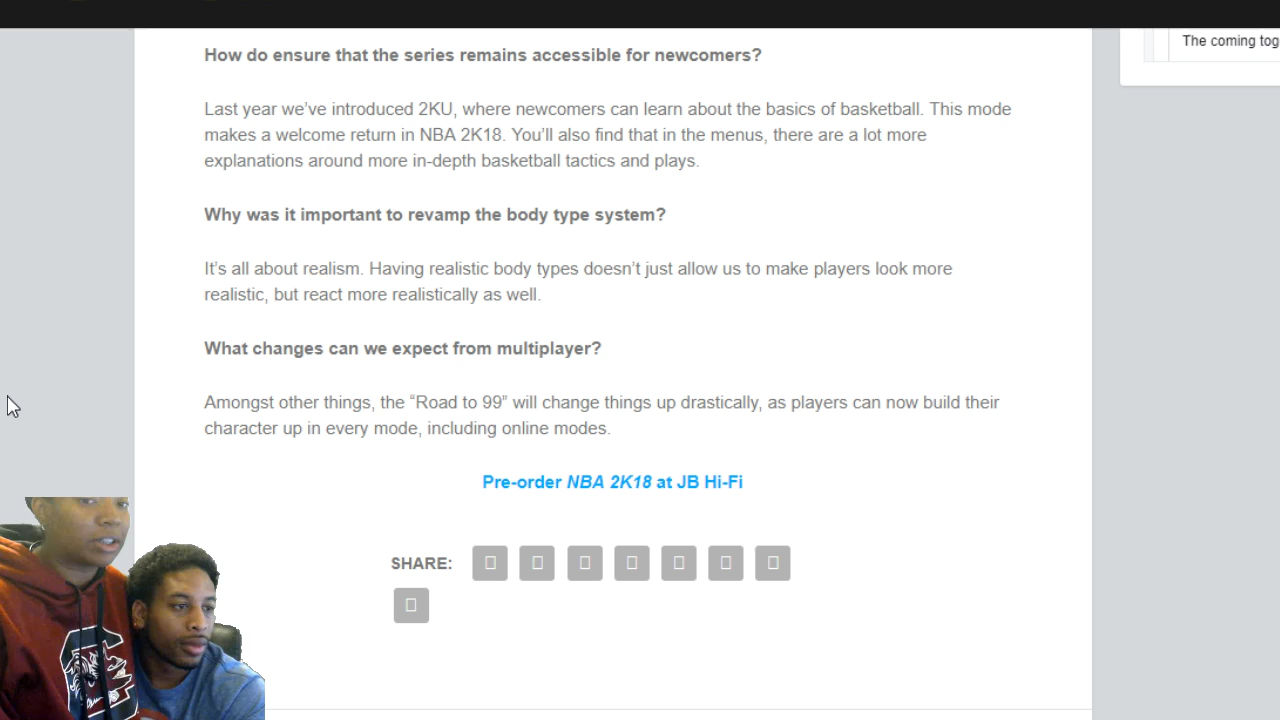 The coming tog
How do ensure that the series remains accessible for newcomers?
Last year we’ve introduced 2KU, where newcomers can learn about the basics of basketball. This mode
makes a welcome return in NBA 2K18. You’ll also find that in the menus, there are a lot more
explanations around more in-depth basketball tactics and plays.
Why was it important to revamp the body type system?
It’s all about realism. Having realistic body types doesn’t just allow us to make players look more
realistic, but react more realistically as well.
What changes can we expect from multiplayer?
Amongst other things, the “Road to 99” will change things up drastically, as players can now build their
character up in every mode, including online modes.
Pre-order NBA 2K18 at JB Hi-Fi
SHARE: